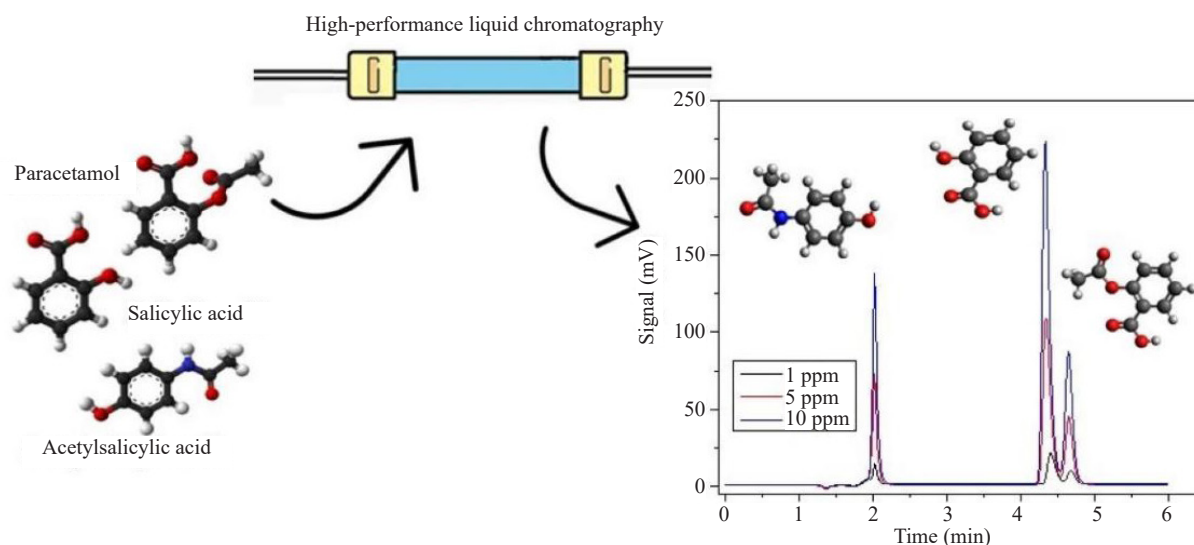 High-performance liquid chromatography
Paracetamol
Salicylic acid
Acetylsalicylic acid
250
200
150
100
50
0
Signal (mV)
1 ppm
5 ppm
10 ppm
0 1 2 3 4 5 6
Time (min)